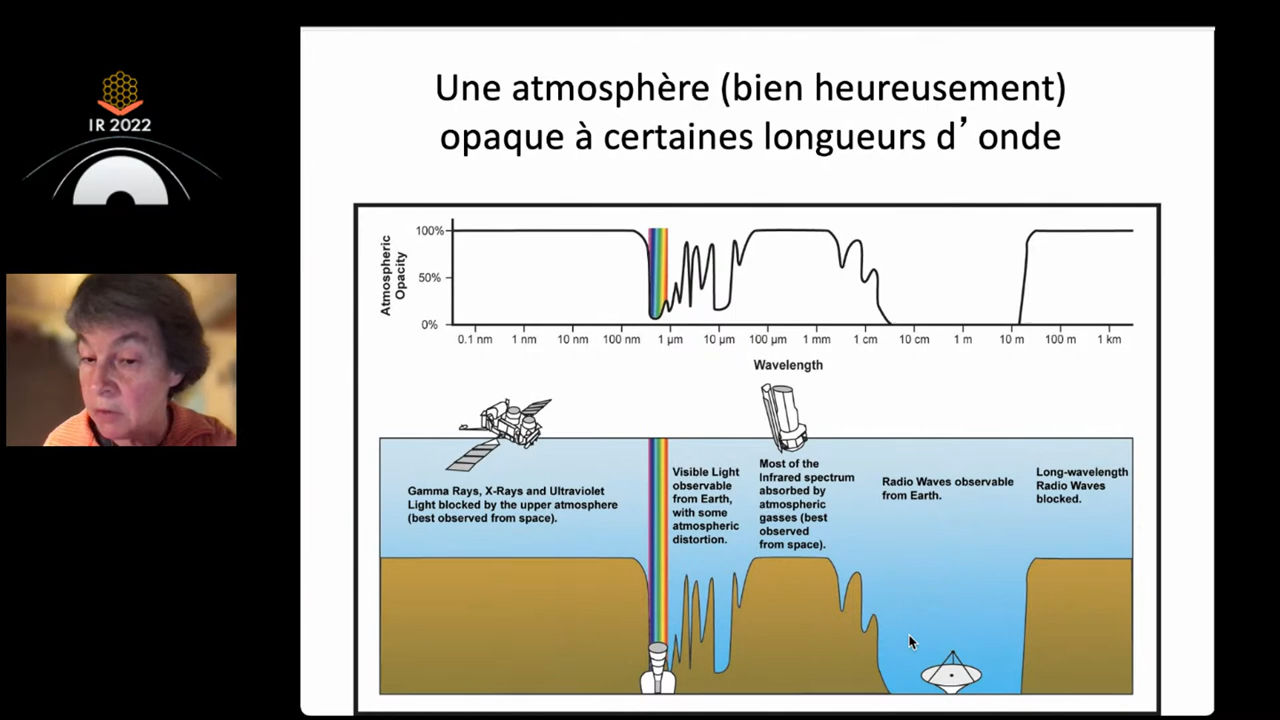 IR 2022
Une atmosphère (bien heureusement)
opaque à certaines longueurs d’ onde
Atmospheric
Opacity
100%
50%
0%
0.1 nm
1 nm
10 nm
100 nm
1 µm
10 µm
100 µm
1 mm
1 cm
10 cm
1 m
10 m
100 m
1 km
Wavelength
Gamma Rays, X-Rays and Ultraviolet
Light blocked by the upper atmosphere
(best observed from space).
Visible Light
observable
from Earth,
with some
atmospheric
distortion.
Most of the
Infrared spectrum
absorbed by
atmospheric
gasses (best
observed
from space).
Radio Waves observable
from Earth.
Long-wavelength
Radio Waves
blocked.